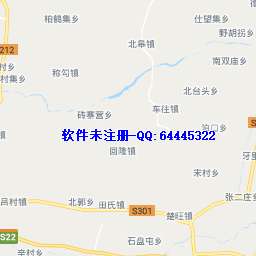 柏鹤集乡
仕望集乡
野胡拐乡
北皋镇
212
称勾镇
南双庙乡
村集乡
北台头乡
车往镇
砖寨营乡
泊口乡
软件未注册-QQ:64445322
回隆镇
牙里
宋村乡
吕村镇
北郭乡
田氏镇
张二庄乡
S301
楚旺镇
S22
石盘屯乡
辛村乡